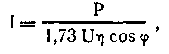 I = P / 1,73 Uη cos φ ,